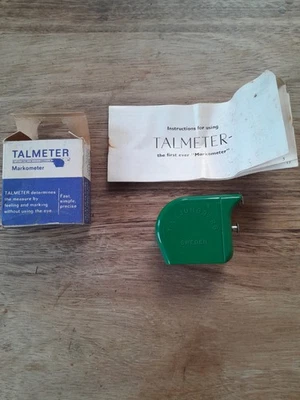 TALMETER
Markometer
TALMETER determines
the measure by
feeling and marking
without using the eye.
Fast
simple,
precise
Instructions for using
TALMETER-
the first ever "Markometer"